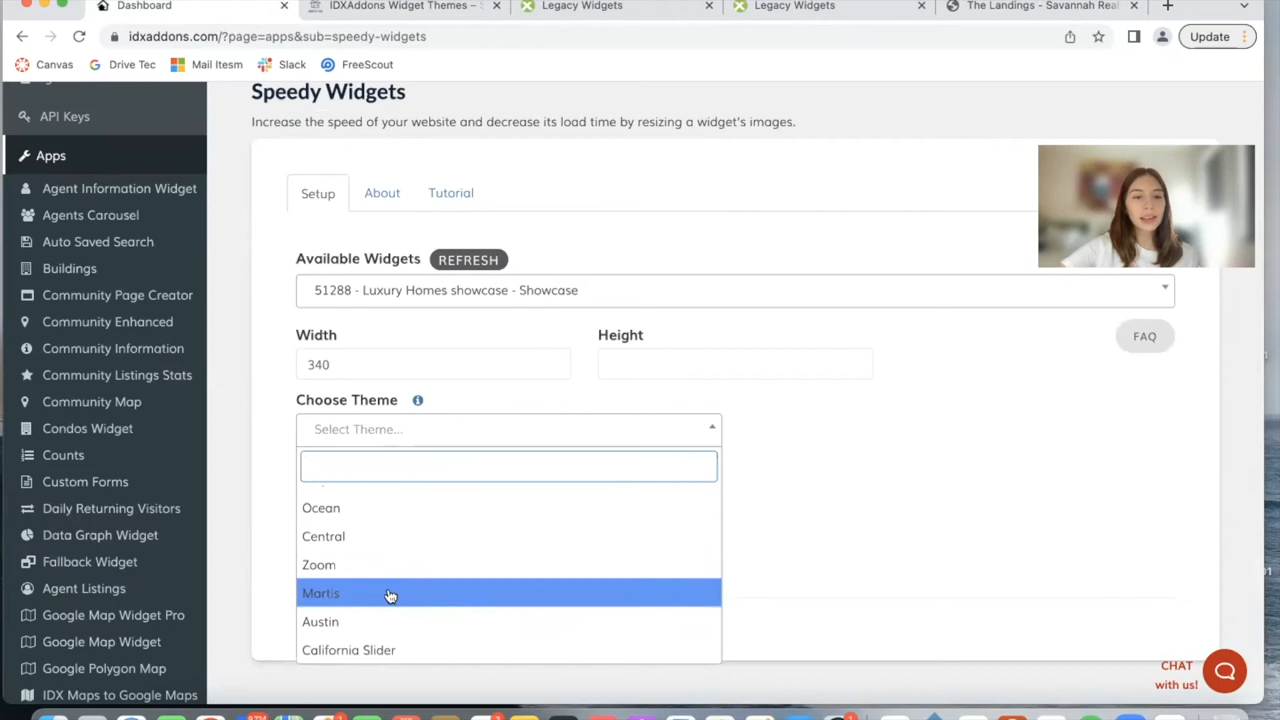 Dashboard
IDXAddons Widget Themes – S
Legacy Widgets
Legacy Widgets
The Landings - Savannah Rea
idxaddons.com/?page=apps&sub=speedy-widgets
Update
Canvas
Drive Tec
Mail Itesm
Slack
FreeScout
API Keys
Apps
Agent Information Widget
Agents Carousel
Auto Saved Search
Buildings
Community Page Creator
Community Enhanced
Community Information
Community Listings Stats
Community Map
Condos Widget
Counts
Custom Forms
Daily Returning Visitors
Data Graph Widget
Fallback Widget
Agent Listings
Google Map Widget Pro
Google Map Widget
Google Polygon Map
IDX Maps to Google Maps
Speedy Widgets
Increase the speed of your website and decrease its load time by resizing a widget's images.
Setup
About
Tutorial
Available Widgets
REFRESH
51288 - Luxury Homes showcase - Showcase
Width
Height
340
FAQ
Choose Theme
Select Theme...
Ocean
Central
Zoom
Martis
Austin
California Slider
CHAT
with us!